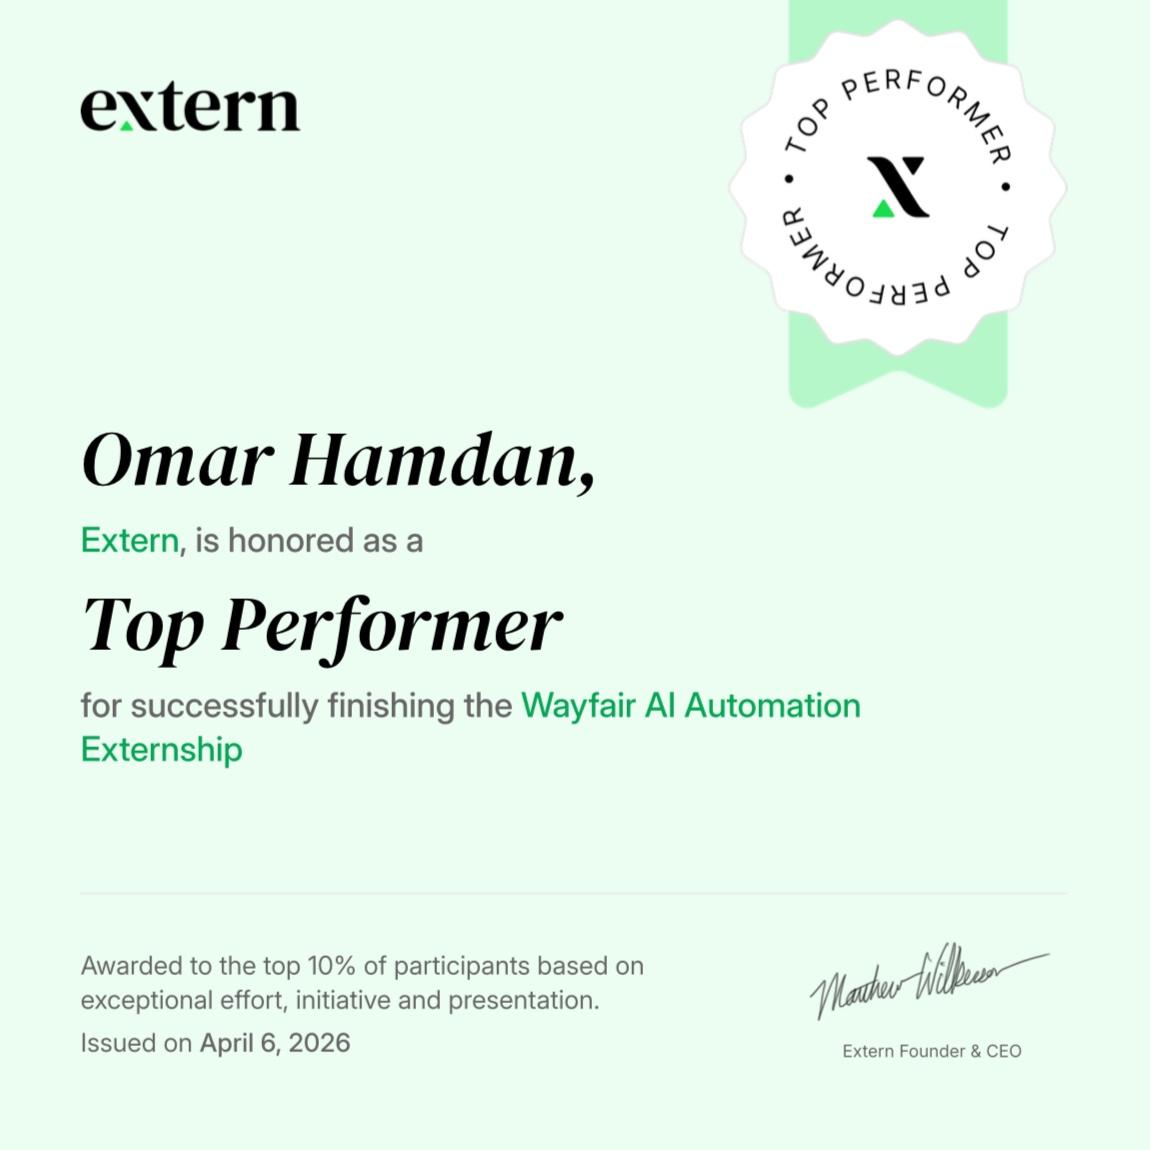 extern
TOP PERFORMER • TOP PERFORMER •
Omar Hamdan,
Extern, is honored as a
Top Performer
for successfully finishing the Wayfair AI Automation
Externship
Awarded to the top 10% of participants based on
exceptional effort, initiative and presentation.
Issued on April 6, 2026
Matthew Wilkerson
Extern Founder & CEO